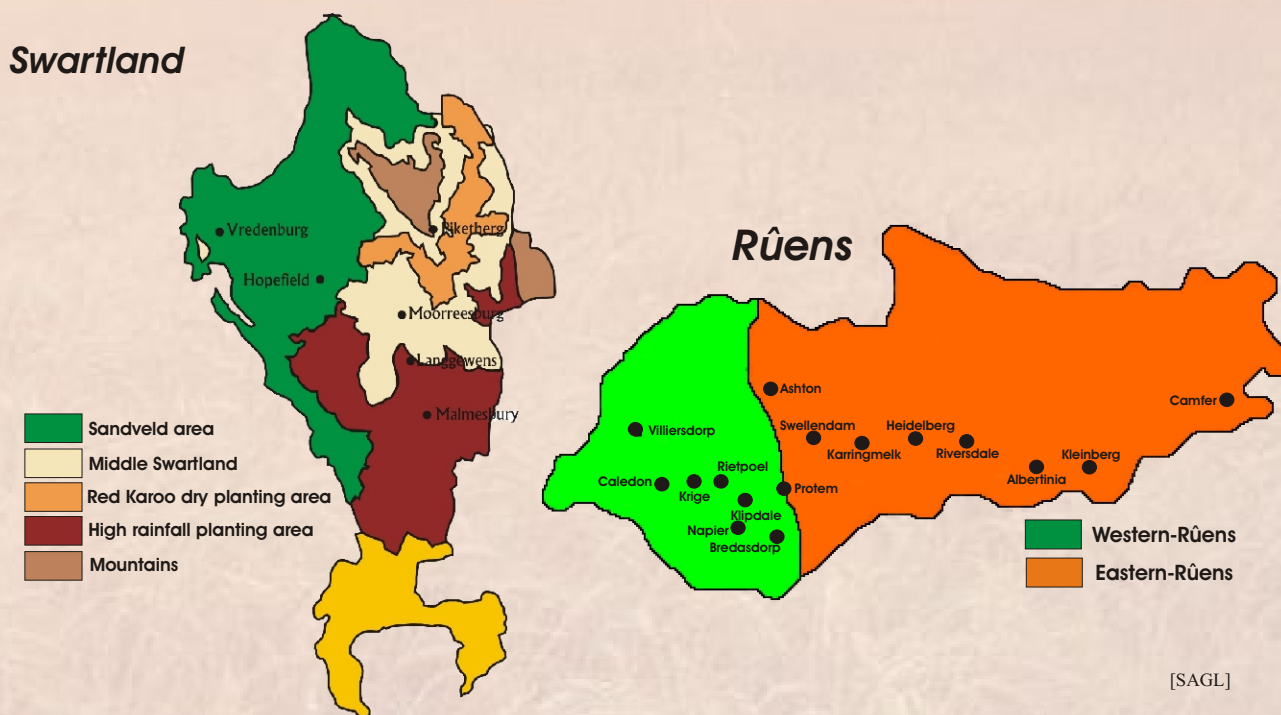 Swartland
Vredenburg
Piketberg
Hopefield
Moorreesburg
Langgewens
Malmesbury
Sandveld area
Middle Swartland
Red Karoo dry planting area
High rainfall planting area
Mountains
Rûens
Ashton
Camfer
Villiersdorp
Swellendam
Heidelberg
Karringmelk
Riversdale
Kleinberg
Albertinia
Rietpoel
Caledon
Krige
Protem
Klipdale
Napier
Bredasdorp
Western-Rûens
Eastern-Rûens
[SAGL]